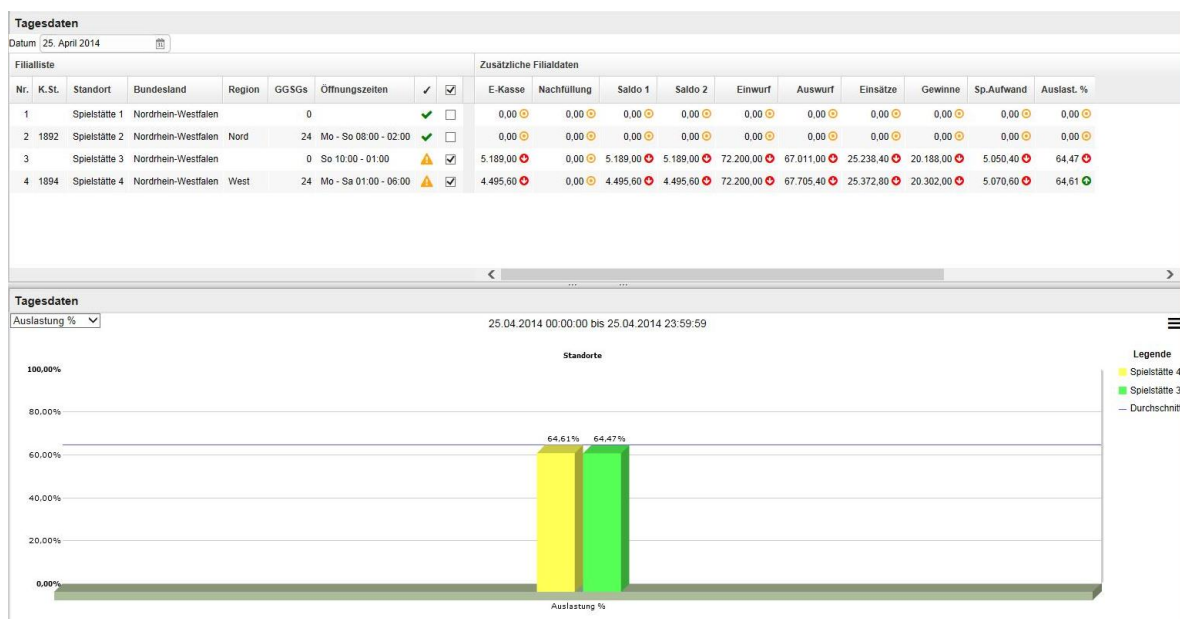 Tagesdaten
Datum 25. April 2014
Filialliste Zusätzliche Filialdaten
Nr. K.St. Standort Bundesland Region GGSGs Öffnungszeiten E-Kasse Nachfüllung Saldo 1 Saldo 2 Einwurf Auswurf Einsätze Gewinne Sp.Aufwand Auslast. %
1 Spielstätte 1 Nordrhein-Westfalen 0 0,00 0,00 0,00 0,00 0,00 0,00 0,00 0,00 0,00 0,00
2 1892 Spielstätte 2 Nordrhein-Westfalen Nord 24 Mo - So 08:00 - 02:00 0,00 0,00 0,00 0,00 0,00 0,00 0,00 0,00 0,00 0,00
3 Spielstätte 3 Nordrhein-Westfalen 0 So 10:00 - 01:00 5.189,00 0,00 5.189,00 5.189,00 72.200,00 67.011,00 25.238,40 20.188,00 5.050,40 64,47
4 1894 Spielstätte 4 Nordrhein-Westfalen West 24 Mo - Sa 01:00 - 06:00 4.495,60 0,00 4.495,60 4.495,60 72.200,00 67.705,40 25.372,80 20.302,00 5.070,60 64,61
Tagesdaten
Auslastung %
25.04.2014 00:00:00 bis 25.04.2014 23:59:59
Standorte
Legende
Spielstätte 4
Spielstätte 3
Durchschnitt
100,00%
80.00%
64,61% 64,47%
60.00%
40.00%
20.00%
0,00%
Auslastung %